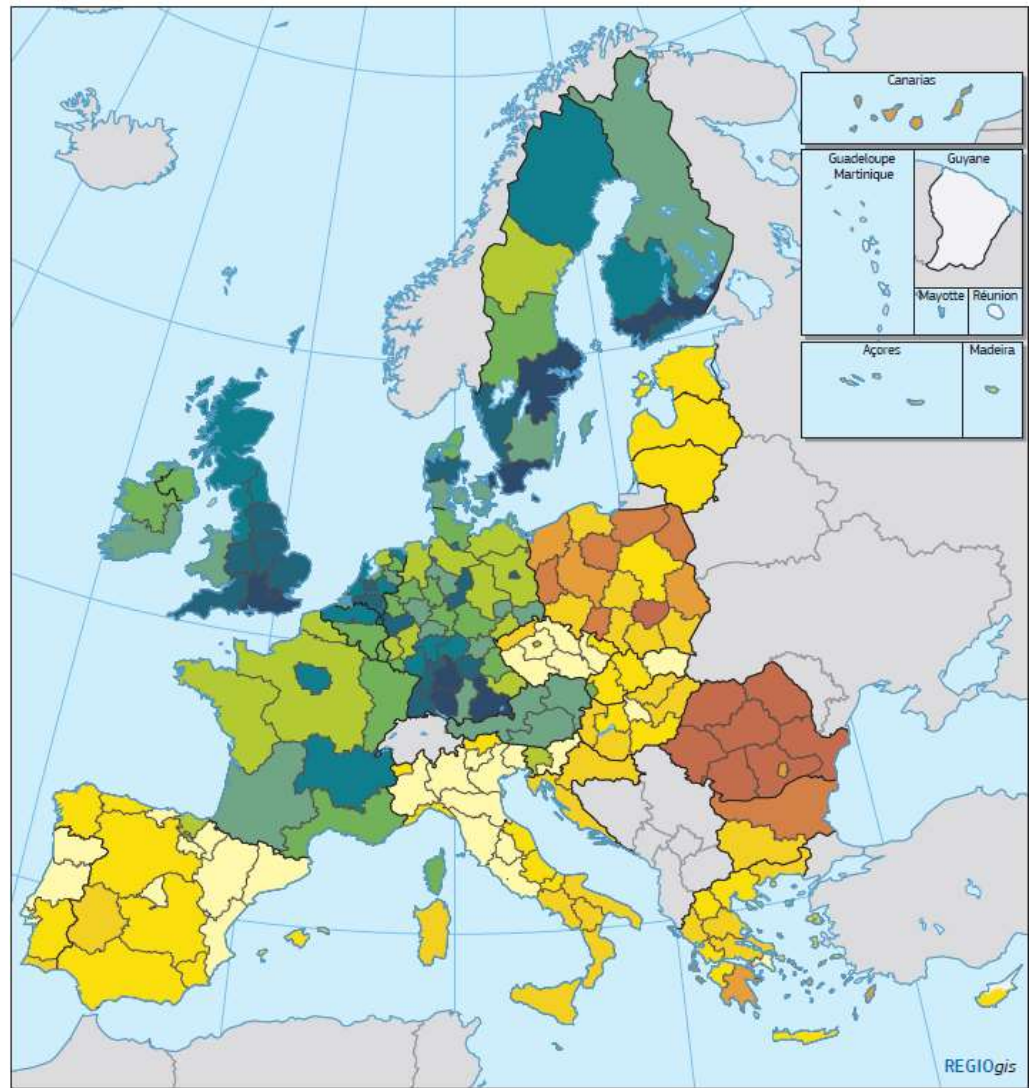 Canarias
Guadeloupe
Martinique
Guyane
Mayotte
Réunion
Açores
Madeira
REGIOgis